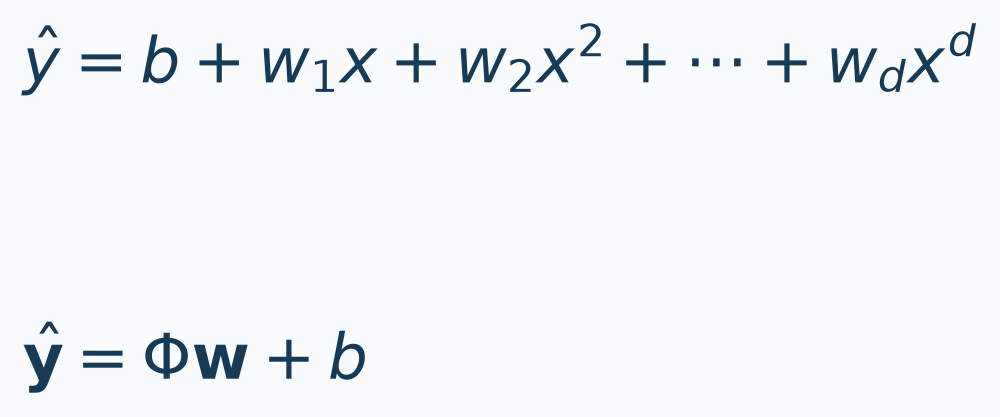 ŷ = b + w₁x + w₂x² + ⋯ + w_d x^d
𝐲̂ = Φ𝐰 + b